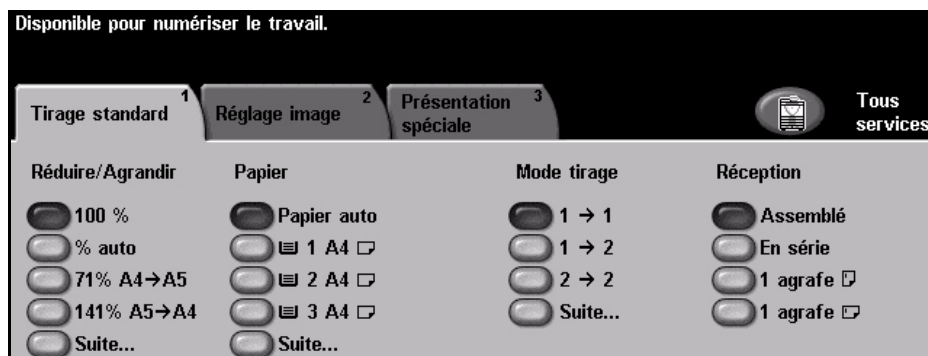 Disponible pour numériser le travail.
Tirage standard 1
Réglage image 2
Présentation spéciale 3
Tous services
Réduire/Agrandir
100 %
% auto
71% A4→A5
141% A5→A4
Suite...
Papier
Papier auto
1 A4
2 A4
3 A4
Suite...
Mode tirage
1 → 1
1 → 2
2 → 2
Suite...
Réception
Assemblé
En série
1 agrafe
1 agrafe